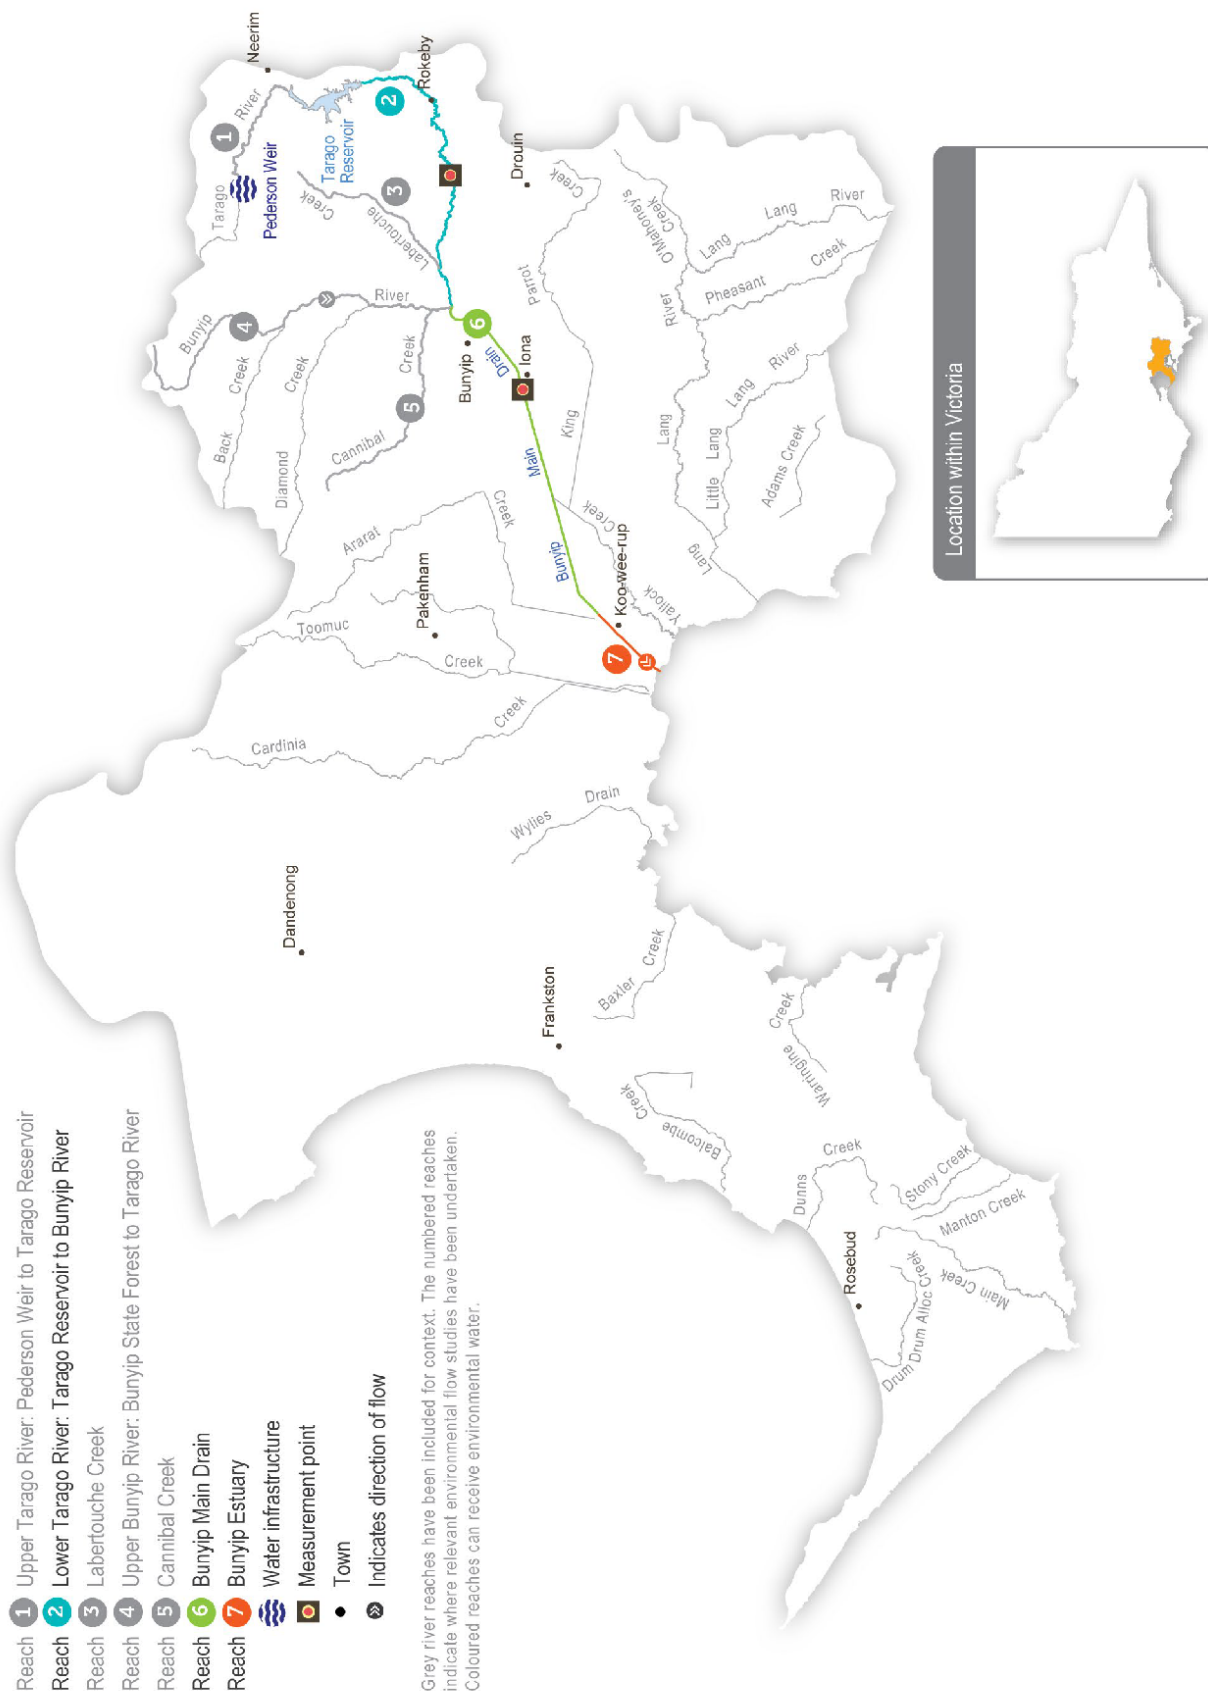 Reach 1 Upper Tarago River: Pederson Weir to Tarago Reservoir
Reach 2 Lower Tarago River: Tarago Reservoir to Bunyip River
Reach 3 Labertouche Creek
Reach 4 Upper Bunyip River: Bunyip State Forest to Tarago River
Reach 5 Cannibal Creek
Reach 6 Bunyip Main Drain
Reach 7 Bunyip Estuary
Water infrastructure
Measurement point
Town
Indicates direction of flow
Grey river reaches have been included for context. The numbered reaches
indicate where relevant environmental flow studies have been undertaken.
Coloured reaches can receive environmental water.
Dandenong
Frankston
Rosebud
Dunns
Creek
Balcombe
Creek
Baxler
Creek
Warringine
Creek
Stony Creek
Manton Creek
Main Creek
Drum Drum Alloc Creek
Wylies
Drain
Cardinia
Creek
Toomuc
Creek
Pakenham
Ararat
Creek
Back
Creek
Diamond
Creek
Cannibal
5
Creek
Bunyip
4
River
Tarago
1
River
Pederson Weir
Neerim
Tarago
Reservoir
2
Rokeby
Labertouche
3
Creek
Bunyip
6
Drain
Iona
Main
Bunyip
7
Koo-wee-rup
Yallock
Creek
King
Parrot
Creek
Drouin
O'Mahoney's
Creek
Lang
Lang
River
Pheasant
Creek
River
Lang
Lang
Little
Lang
Lang
River
Adams Creek
Location within Victoria